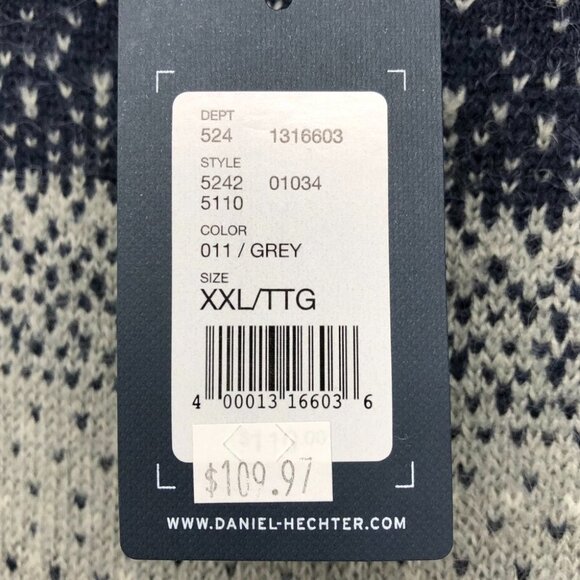 DEPT
524 1316603
STYLE
5242 01034
5110
COLOR
011 / GREY
SIZE
XXL/TTG
4 00013 16603 6
$109.97
WWW.DANIEL-HECHTER.COM